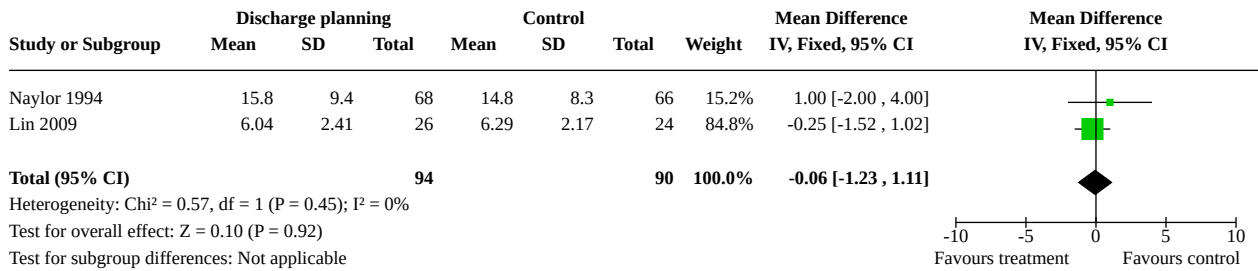 Discharge planning Control Mean Difference Mean Difference
Study or Subgroup Mean SD Total Mean SD Total Weight IV, Fixed, 95% CI IV, Fixed, 95% CI
Naylor 1994 15.8 9.4 68 14.8 8.3 66 15.2% 1.00 [-2.00 , 4.00]
Lin 2009 6.04 2.41 26 6.29 2.17 24 84.8% -0.25 [-1.52 , 1.02]
Total (95% CI) 94 90 100.0% -0.06 [-1.23 , 1.11]
Heterogeneity: Chi² = 0.57, df = 1 (P = 0.45); I² = 0%
Test for overall effect: Z = 0.10 (P = 0.92) -10 -5 0 5 10
Test for subgroup differences: Not applicable Favours treatment Favours control